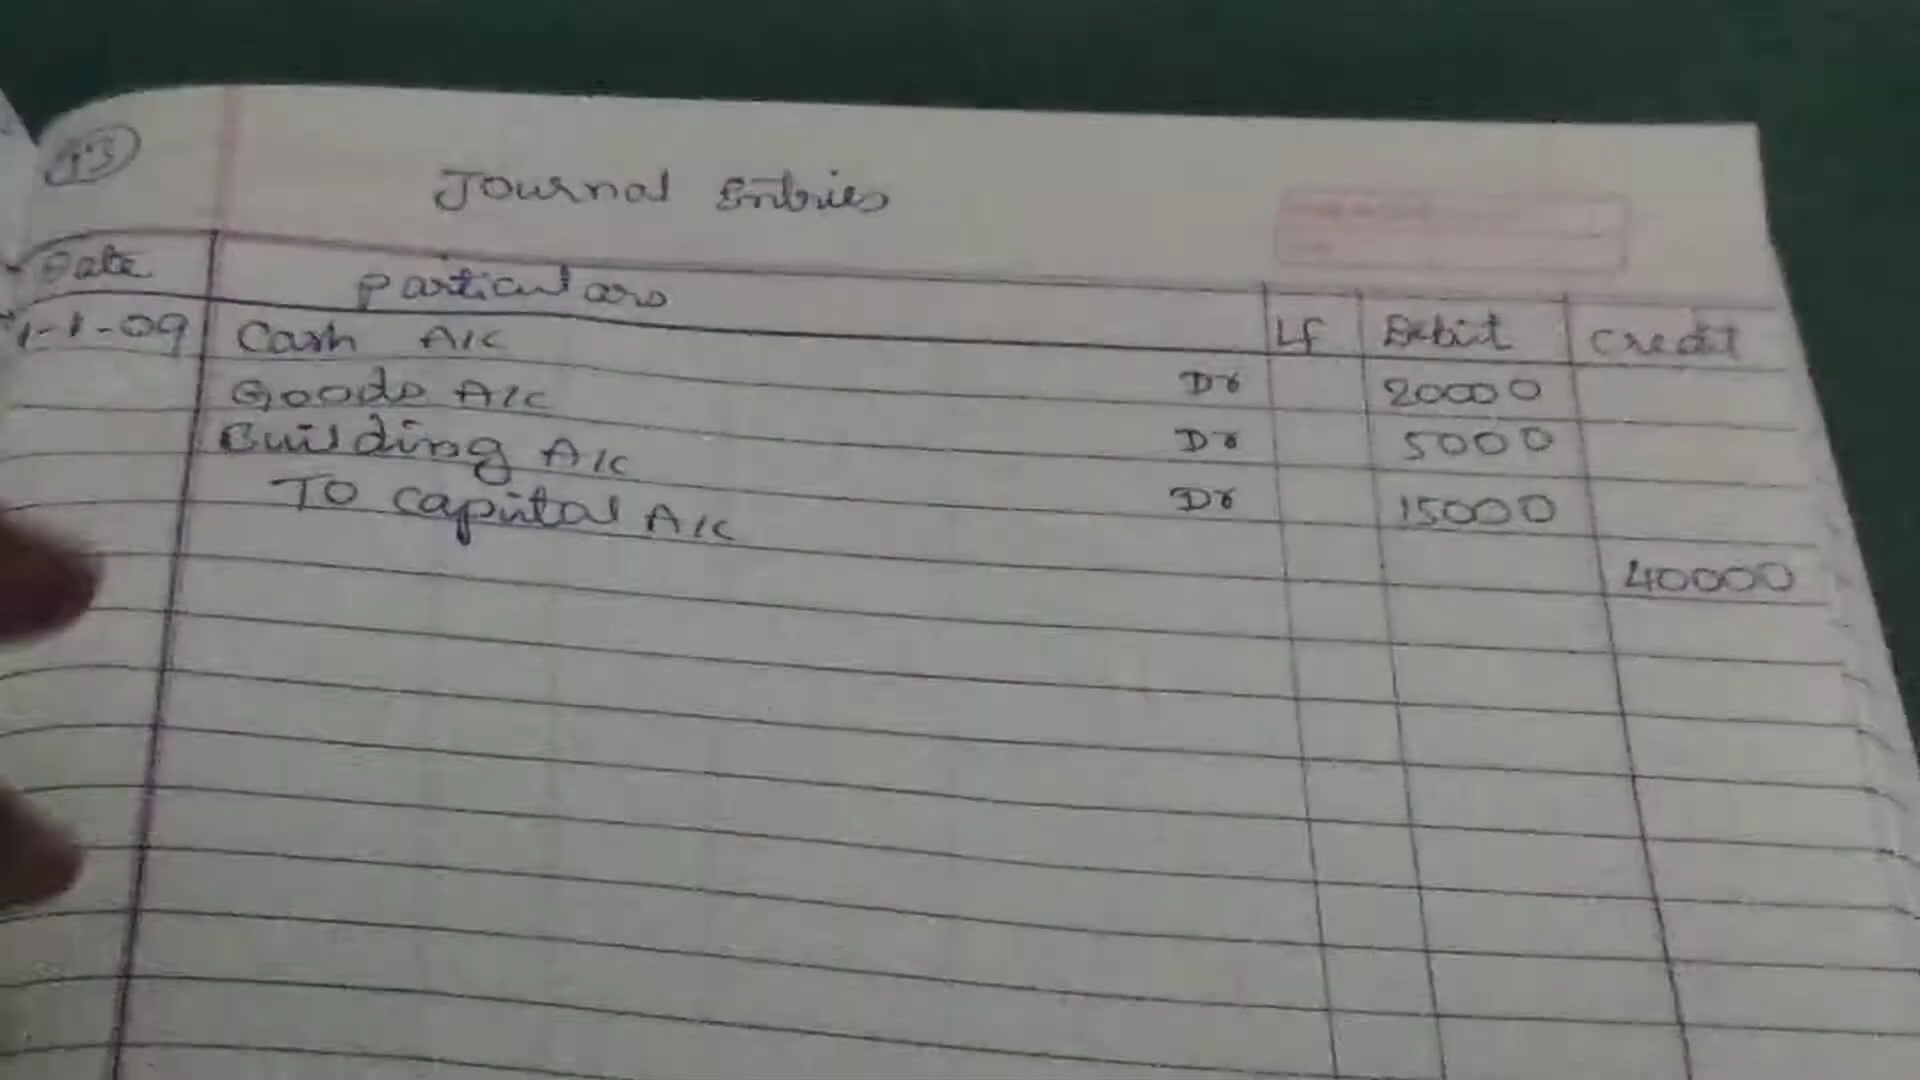 13
Journal Entries
Date Particulars LF Debit Credit
1-1-09 Cash A/c Dr 20000
Goods A/c Dr 5000
Building A/c Dr 15000
To capital A/c 40000